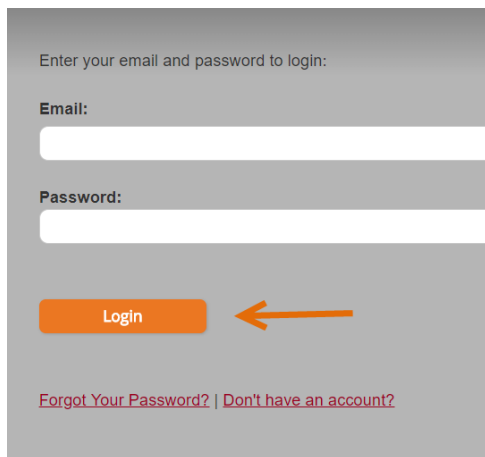 Enter your email and password to login:
Email:
Password:
Login
Forgot Your Password? | Don't have an account?